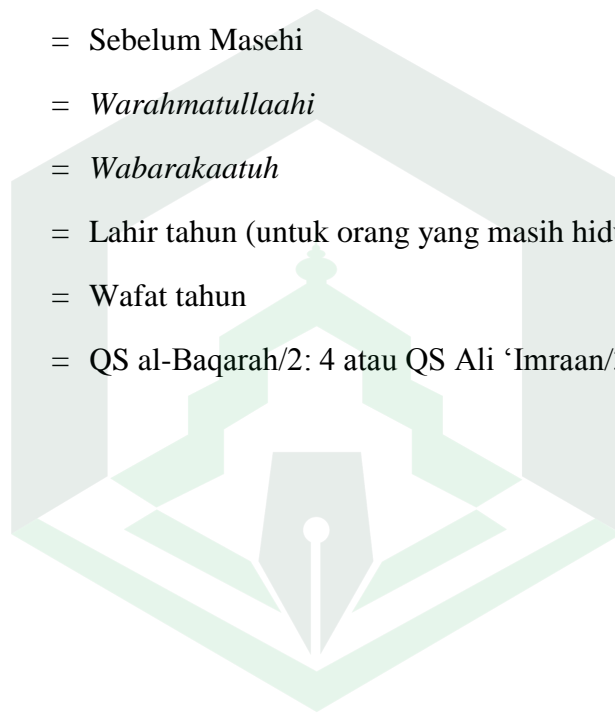 = Sebelum Masehi
= Warahmatullaahi
= Wabarakaatuh
= Lahir tahun (untuk orang yang masih hid
= Wafat tahun
= QS al-Baqarah/2: 4 atau QS Ali ‘Imraan/